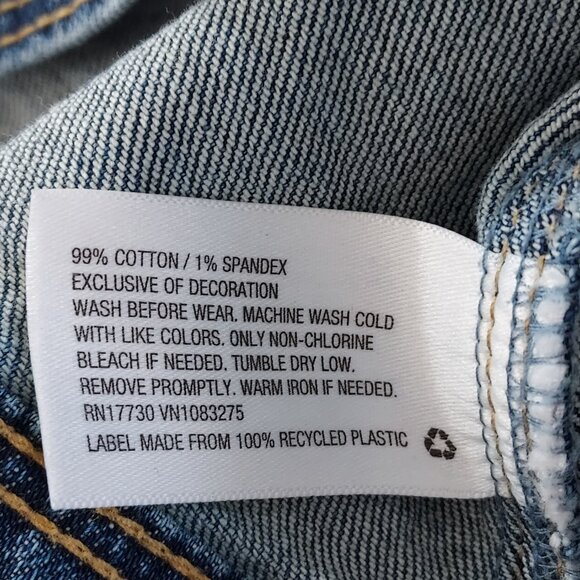 99% COTTON / 1% SPANDEX
EXCLUSIVE OF DECORATION
WASH BEFORE WEAR. MACHINE WASH COLD
WITH LIKE COLORS. ONLY NON-CHLORINE
BLEACH IF NEEDED. TUMBLE DRY LOW.
REMOVE PROMPTLY. WARM IRON IF NEEDED.
RN17730 VN1083275
LABEL MADE FROM 100% RECYCLED PLASTIC